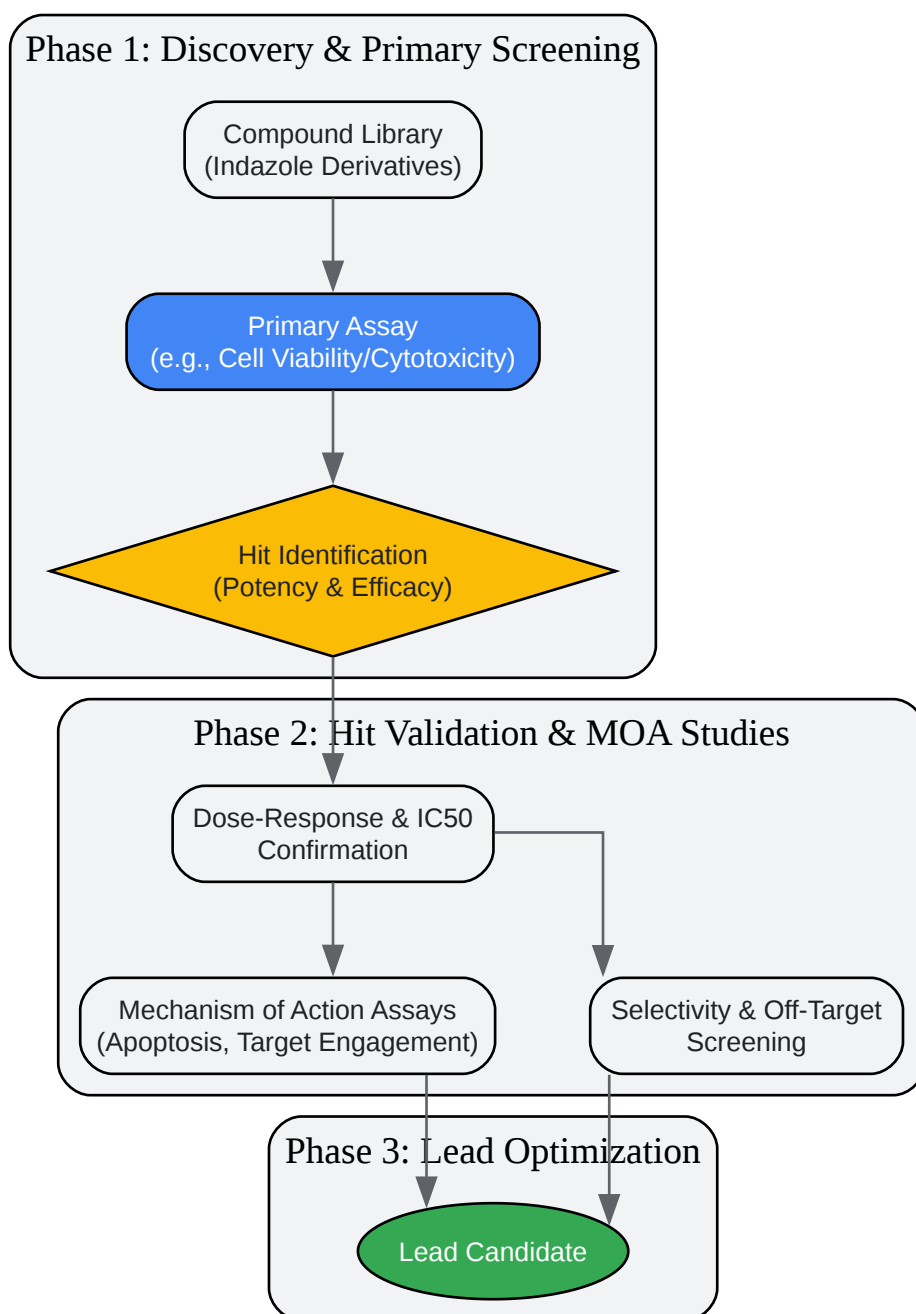 Phase 1: Discovery & Primary Screening
Compound Library
(Indazole Derivatives)
Primary Assay
(e.g., Cell Viability/Cytotoxicity)
Hit Identification
(Potency & Efficacy)
Phase 2: Hit Validation & MOA Studies
Dose-Response & IC50
Confirmation
Mechanism of Action Assays
(Apoptosis, Target Engagement)
Selectivity & Off-Target
Screening
Phase 3: Lead Optimization
Lead Candidate